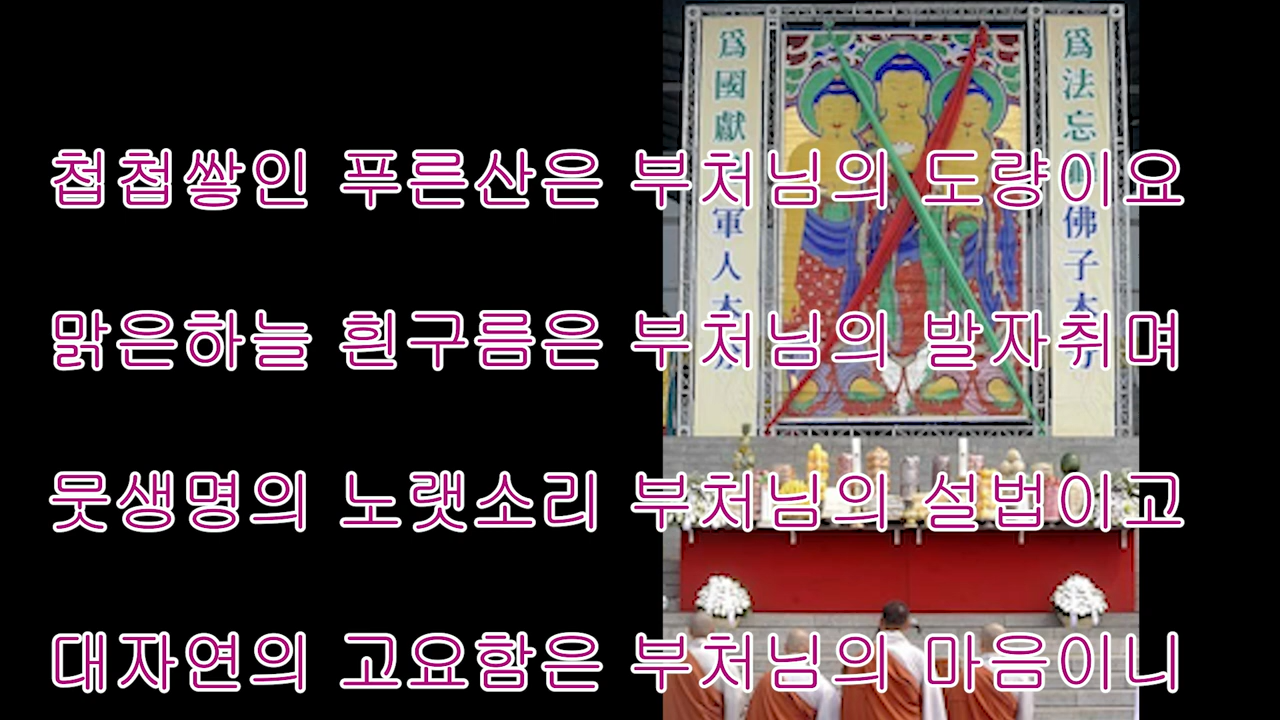 첩첩쌓인 푸른산은 부처님의 도량이요
맑은하늘 흰구름은 부처님의 발자취며
뭇생명의 노랫소리 부처님의 설법이고
대자연의 고요함은 부처님의 마음이니
爲國獻
軍人
爲法忘
佛子